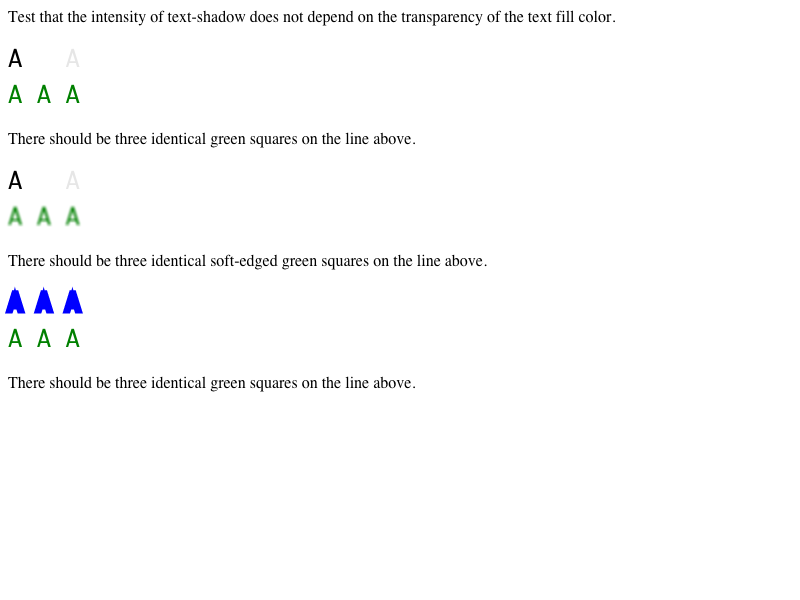 Test that the intensity of text-shadow does not depend on the transparency of the text fill color.
A A
A A A
There should be three identical green squares on the line above.
A A
A A A
There should be three identical soft-edged green squares on the line above.
A A A
A A A
There should be three identical green squares on the line above.